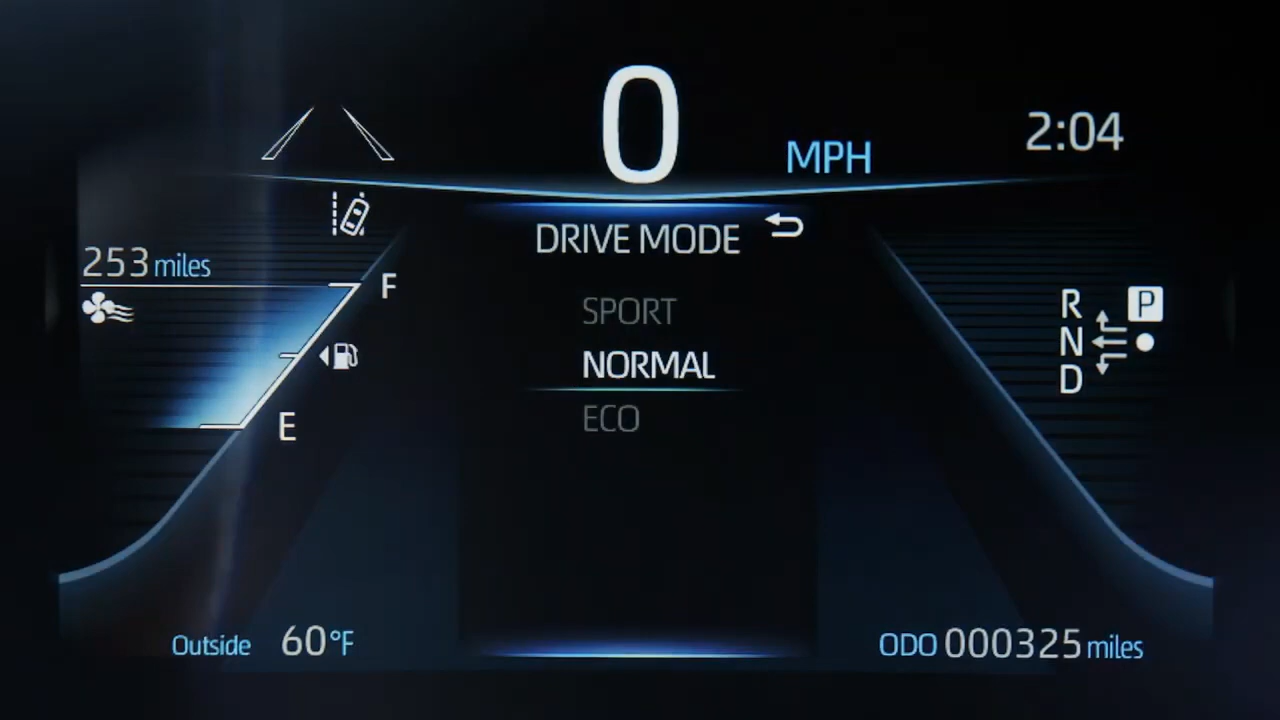 0 MPH
2:04
DRIVE MODE
253 miles
F
SPORT
R P
NORMAL
N
D
E
ECO
Outside 60°F
ODO 000325 miles